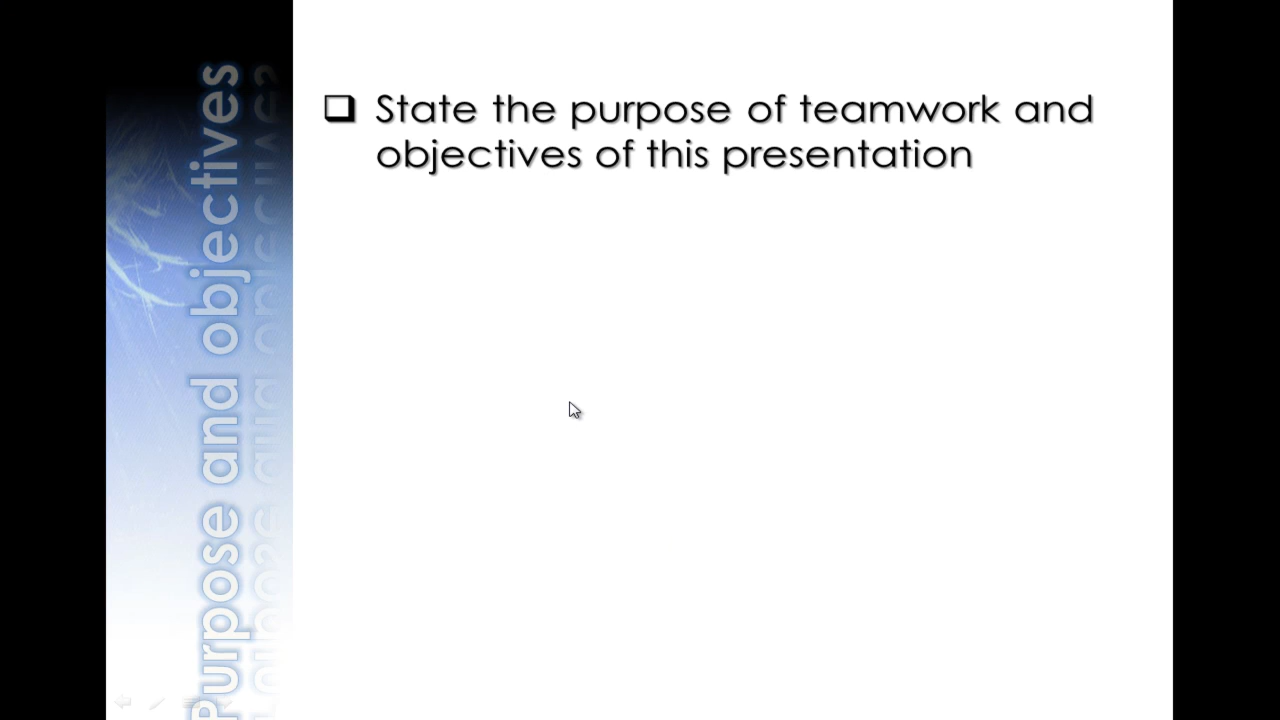 Purpose and objectives
State the purpose of teamwork and
objectives of this presentation